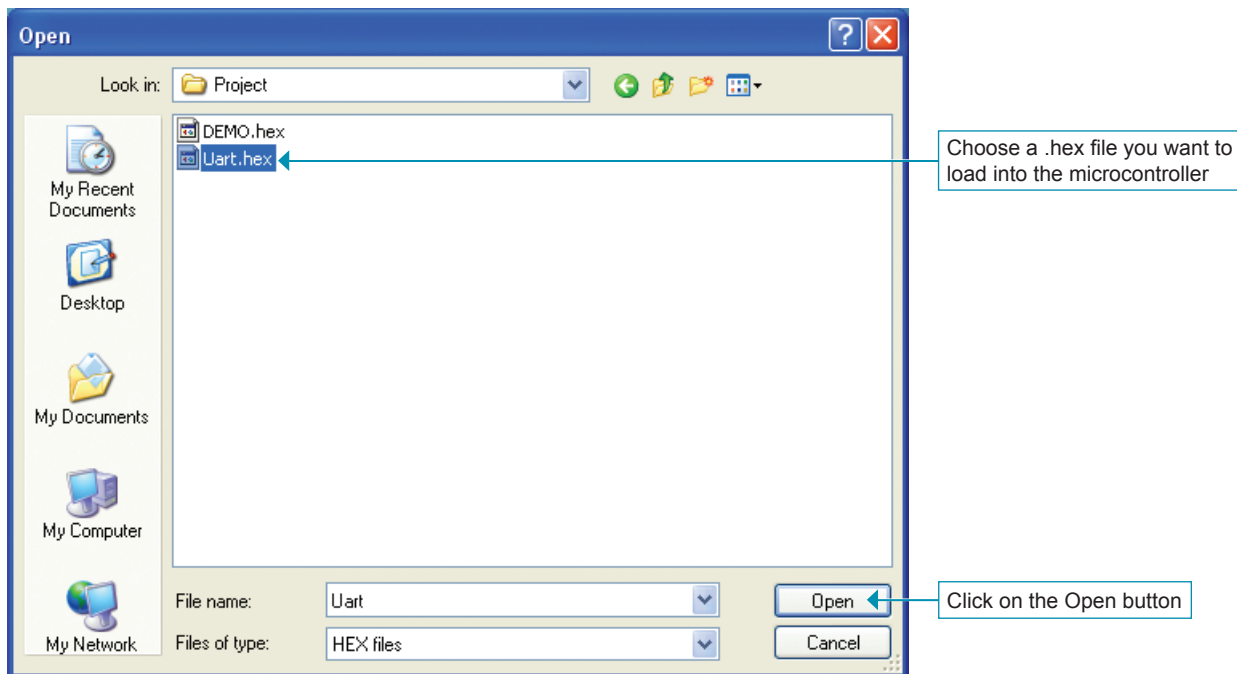 Open
Look in:
Project
DEMO.hex
Uart.hex
Choose a .hex file you want to
load into the microcontroller
My Recent
Documents
Desktop
My Documents
My Computer
My Network
File name:
Uart
Open
Click on the Open button
Files of type:
HEX files
Cancel